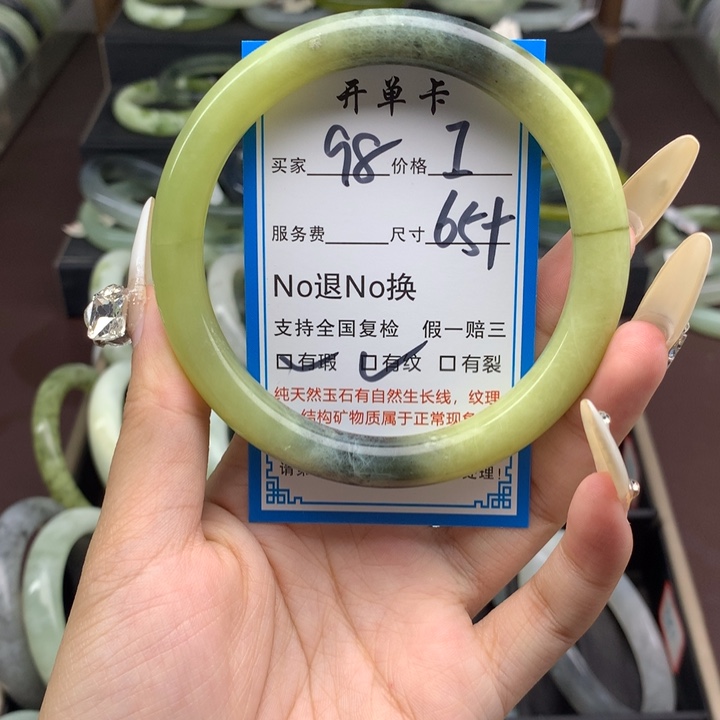 开单卡
买家 98 价格 1
服务费 尺寸 65+
No退No换
支持全国复检 假一赔三
☐有瑕 ☐有纹 ☐有裂
纯天然玉石有自然生长线，纹理
结构矿物质属于正常现象